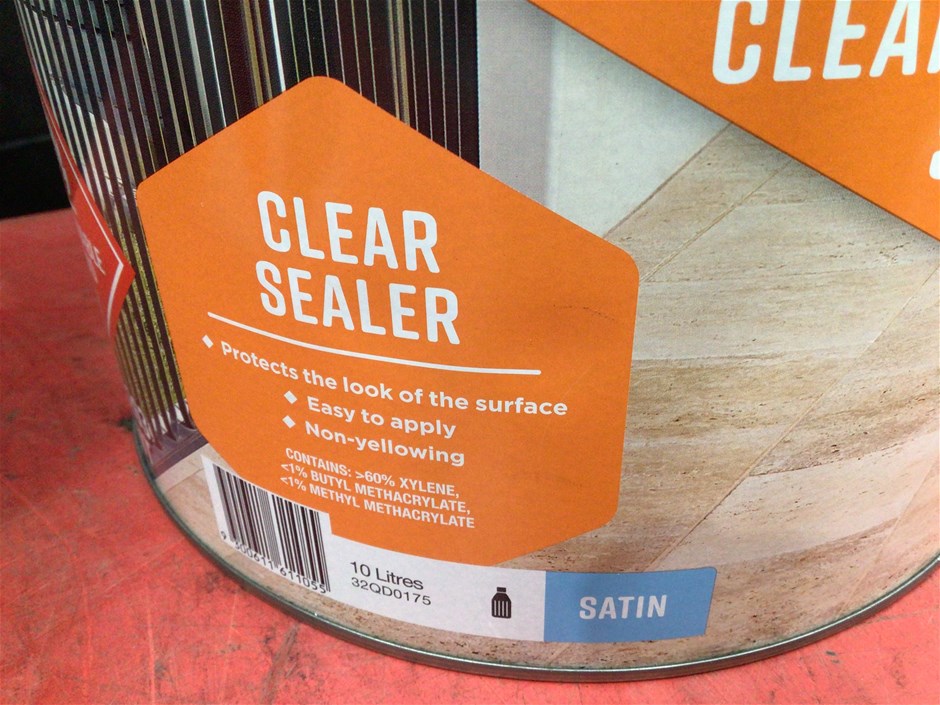 CLEA
CLEAR
SEALER
Protects the look of the surface
Easy to apply
Non-yellowing
CONTAINS: >60% XYLENE,
<1% BUTYL METHACRYLATE,
<1% METHYL METHACRYLATE
10 Litres
32QD0175
SATIN